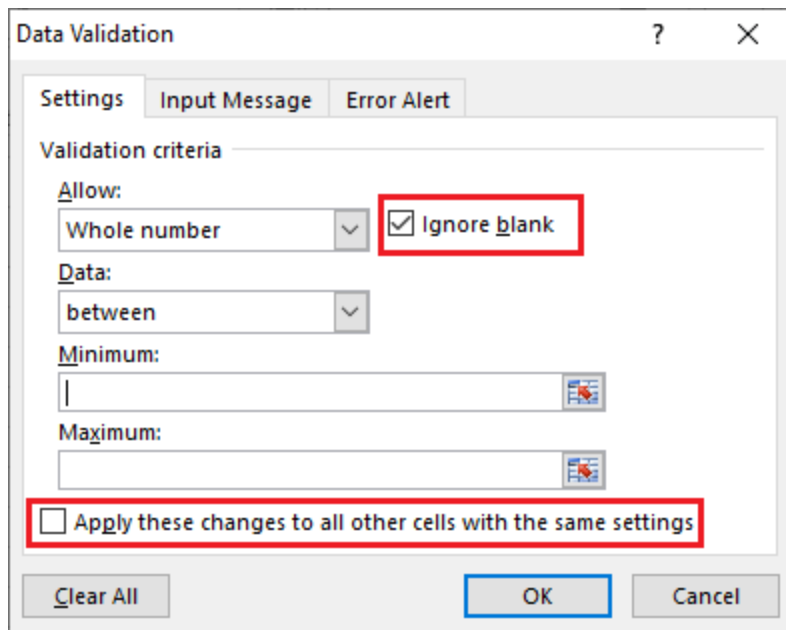 Data Validation ?
Settings Input Message Error Alert
Validation criteria
Allow:
Whole number Ignore blank
Data:
between
Minimum:
Maximum:
Apply these changes to all other cells with the same settings
Clear All OK Cancel